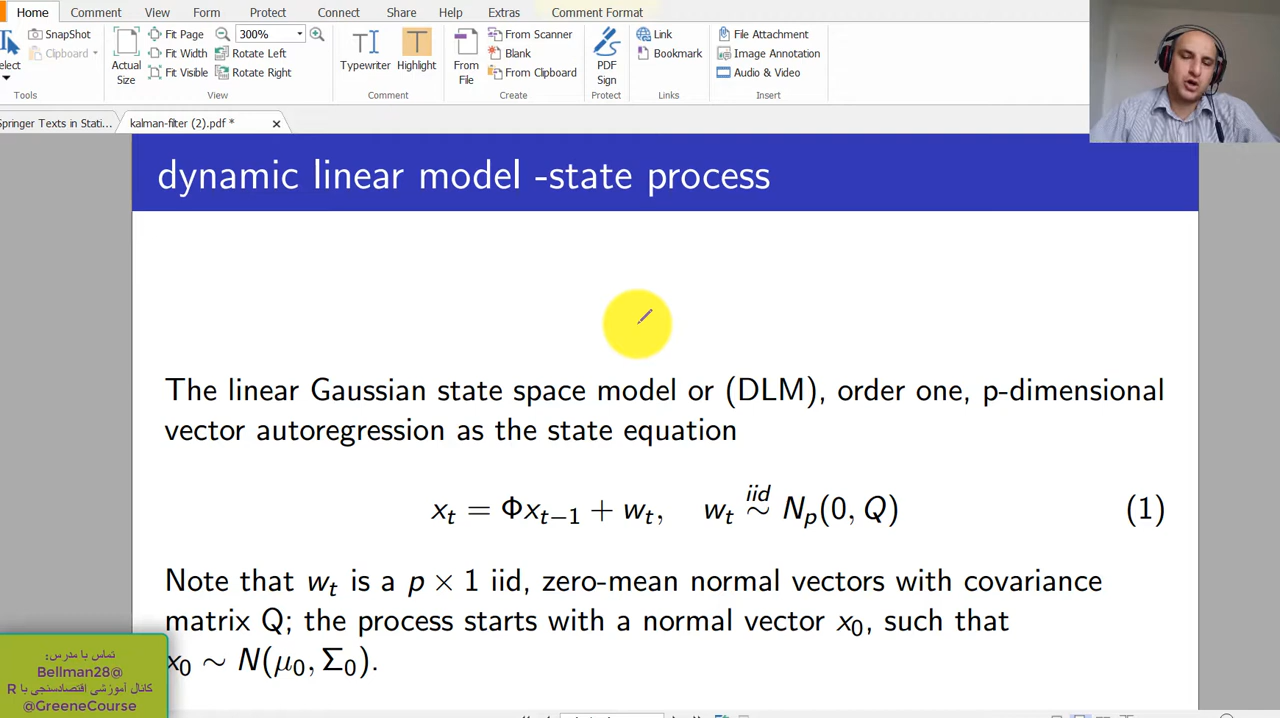 Home Comment View Form Protect Connect Share Help Extras Comment Format
SnapShot
Clipboard
Tools
Actual Size
Fit Page
Fit Width
Fit Visible
300%
Rotate Left
Rotate Right
View
Typewriter Highlight
Comment
From File
From Scanner
Blank
From Clipboard
Create
PDF Sign
Protect
Link
Bookmark
Links
File Attachment
Image Annotation
Audio & Video
Insert
Springer Texts in Stati... kalman-filter (2).pdf *
dynamic linear model -state process
The linear Gaussian state space model or (DLM), order one, p-dimensional
vector autoregression as the state equation
xₜ = Φxₜ₋₁ + wₜ, wₜ iid ∼ Nₚ(0, Q) (1)
Note that wₜ is a p × 1 iid, zero-mean normal vectors with covariance
matrix Q; the process starts with a normal vector x₀, such that
x₀ ∼ N(μ₀, Σ₀).
تماس با مدرس:
@Bellman28
کانال آموزشی اقتصادسنجی با R
@GreeneCourse